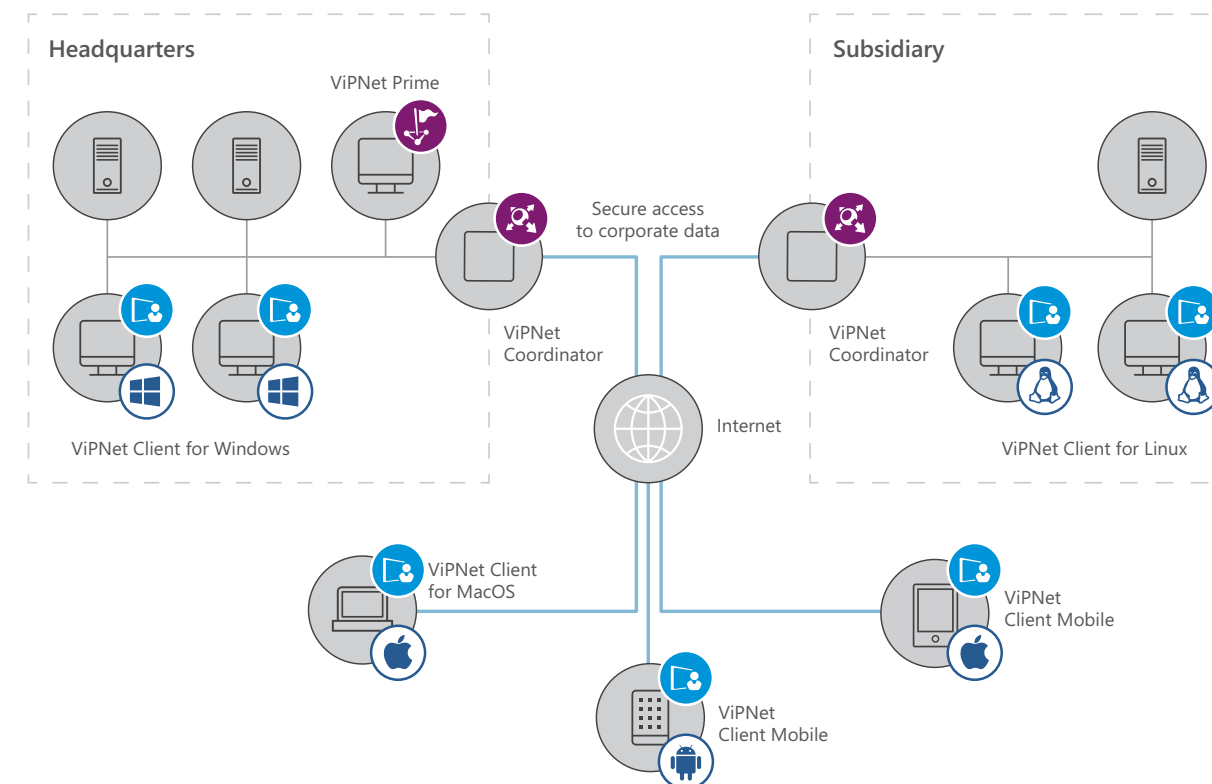 Headquarters
Subsidiary
ViPNet Prime
Secure access
to corporate data
ViPNet
Coordinator
ViPNet
Coordinator
Internet
ViPNet Client for Windows
ViPNet Client for Linux
ViPNet Client
for MacOS
ViPNet
Client Mobile
ViPNet
Client Mobile